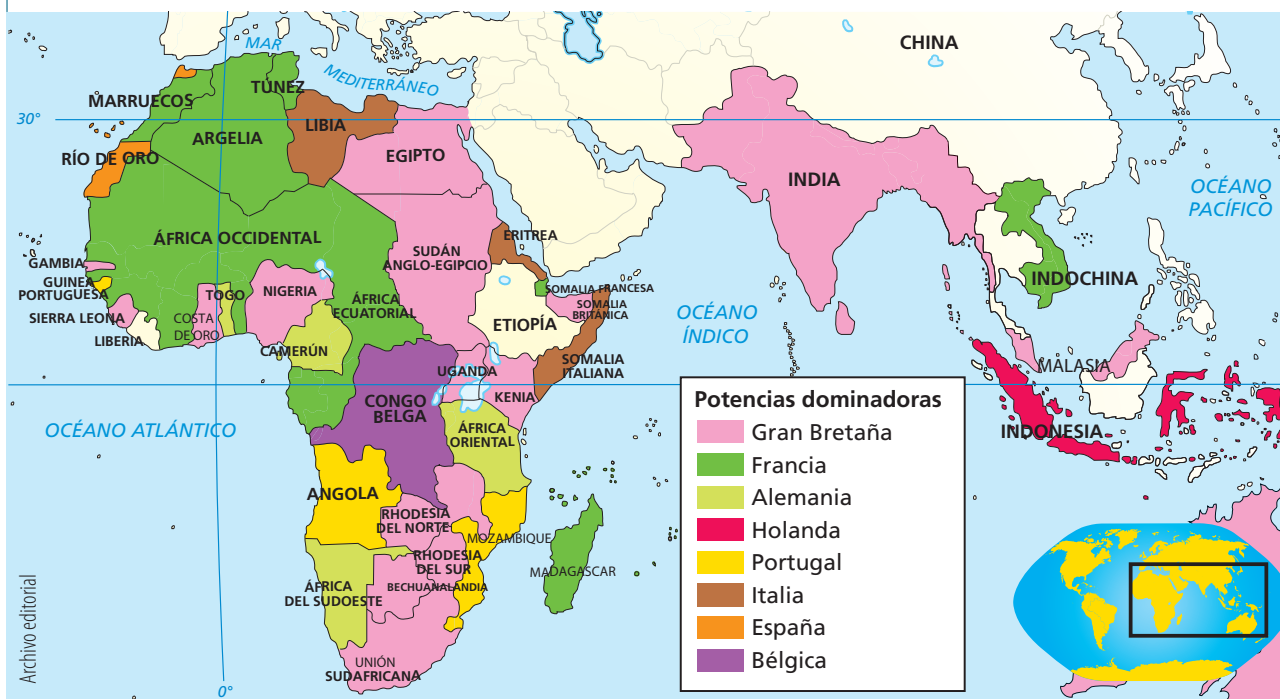 CHINA
MAR
MEDITERRÁNEO
TÚNEZ
MARRUECOS
30°
LIBIA
ARGELIA
EGIPTO
RÍO DE ORO
INDIA
OCÉANO
PACÍFICO
ÁFRICA OCCIDENTAL
ERITREA
SUDÁN
ANGLO-EGIPCIO
GAMBIA
GUINEA
PORTUGUESA
TOGO
NIGERIA
ÁFRICA
ECUATORIAL
SOMALIA FRANCESA
SOMALIA
BRITÁNICA
INDOCHINA
SIERRA LEONA
COSTA
DE ORO
LIBERIA
ETIOPÍA
OCÉANO
ÍNDICO
CAMERÚN
SOMALIA
ITALIANA
UGANDA
KENIA
MALASIA
CONGO
BELGA
OCÉANO ATLÁNTICO
ÁFRICA
ORIENTAL
INDONESIA
ANGOLA
RHODESIA
DEL NORTE
MOZAMBIQUE
RHODESIA
DEL SUR
MADAGASCAR
ÁFRICA
DEL SUDOESTE
BECHUANALANDIA
UNIÓN
SUDAFRICANA
0°
Potencias dominadoras
Gran Bretaña
Francia
Alemania
Holanda
Portugal
Italia
España
Bélgica
Archivo editorial